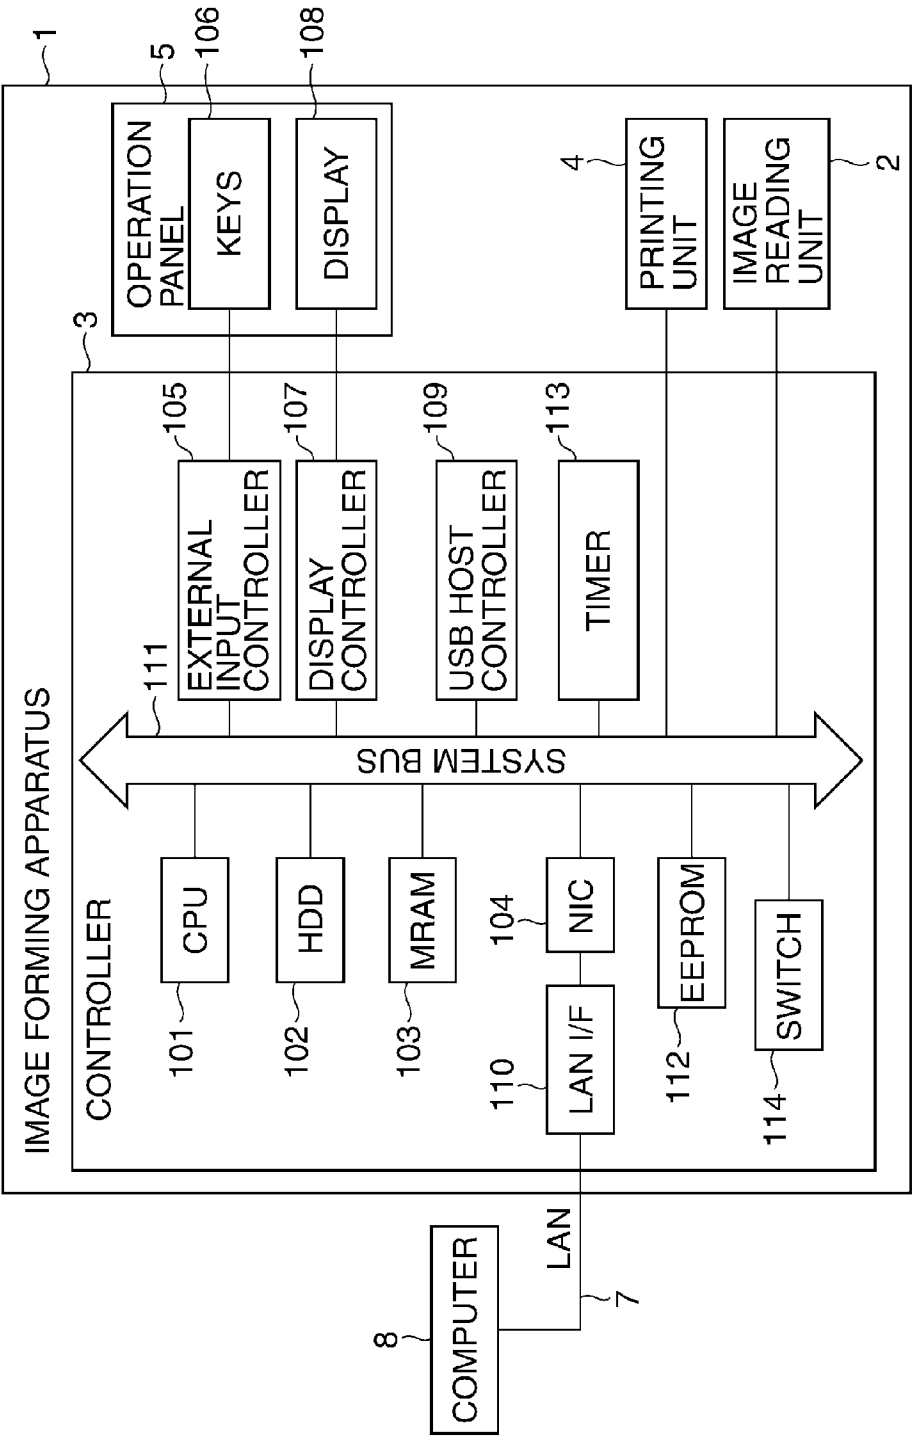 IMAGE FORMING APPARATUS
1
CONTROLLER
3
OPERATION
PANEL
5
KEYS
106
DISPLAY
108
CPU
101
HDD
102
MRAM
103
NIC
104
LAN I/F
110
EEPROM
112
SWITCH
114
SYSTEM BUS
111
EXTERNAL
INPUT
CONTROLLER
105
DISPLAY
CONTROLLER
107
USB HOST
CONTROLLER
109
TIMER
113
PRINTING
UNIT
4
IMAGE
READING
UNIT
2
COMPUTER
8
LAN
7